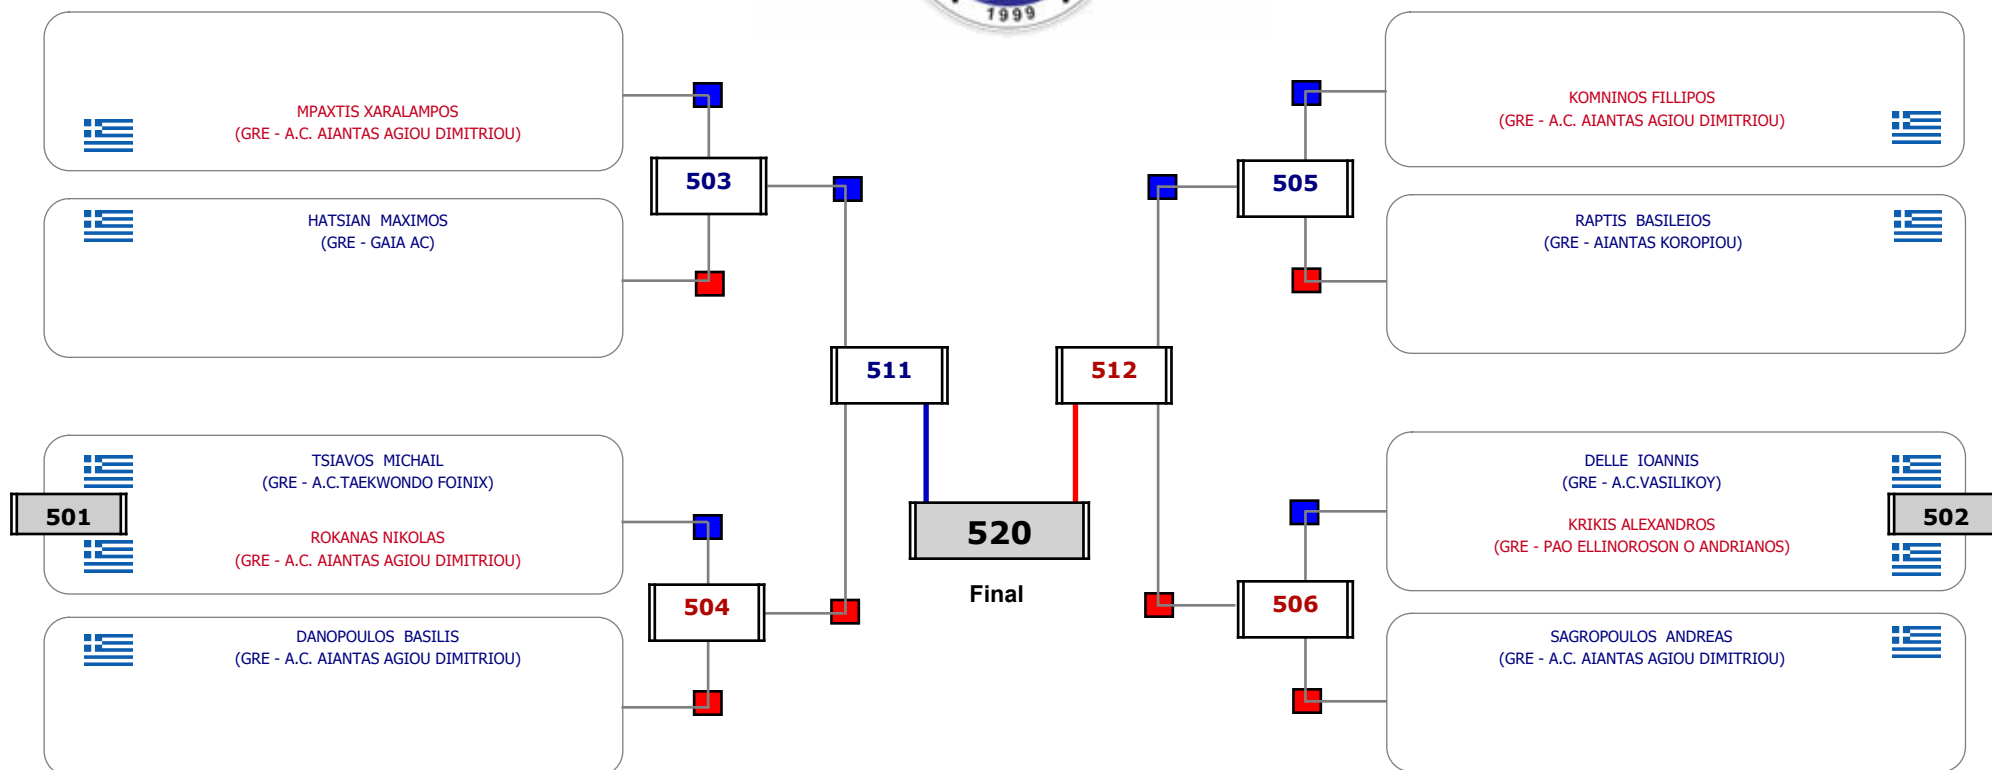 1999
MPAXTIS XARALAMPOS
(GRE - A.C. AIANTAS AGIOU DIMITRIOU)
HATSIAN MAXIMOS
(GRE - GAIA AC)
503
TSIAVOS MICHAIL
(GRE - A.C.TAEKWONDO FOINIX)
501
ROKANAS NIKOLAS
(GRE - A.C. AIANTAS AGIOU DIMITRIOU)
504
DANOPOULOS BASILIS
(GRE - A.C. AIANTAS AGIOU DIMITRIOU)
511
512
520
Final
KOMNINOS FILLIPOS
(GRE - A.C. AIANTAS AGIOU DIMITRIOU)
505
RAPTIS BASILEIOS
(GRE - AIANTAS KOROPIOU)
DELLE IOANNIS
(GRE - A.C.VASILIKOY)
502
KRIKIS ALEXANDROS
(GRE - PAO ELLINOROSON O ANDRIANOS)
506
SAGROPOULOS ANDREAS
(GRE - A.C. AIANTAS AGIOU DIMITRIOU)